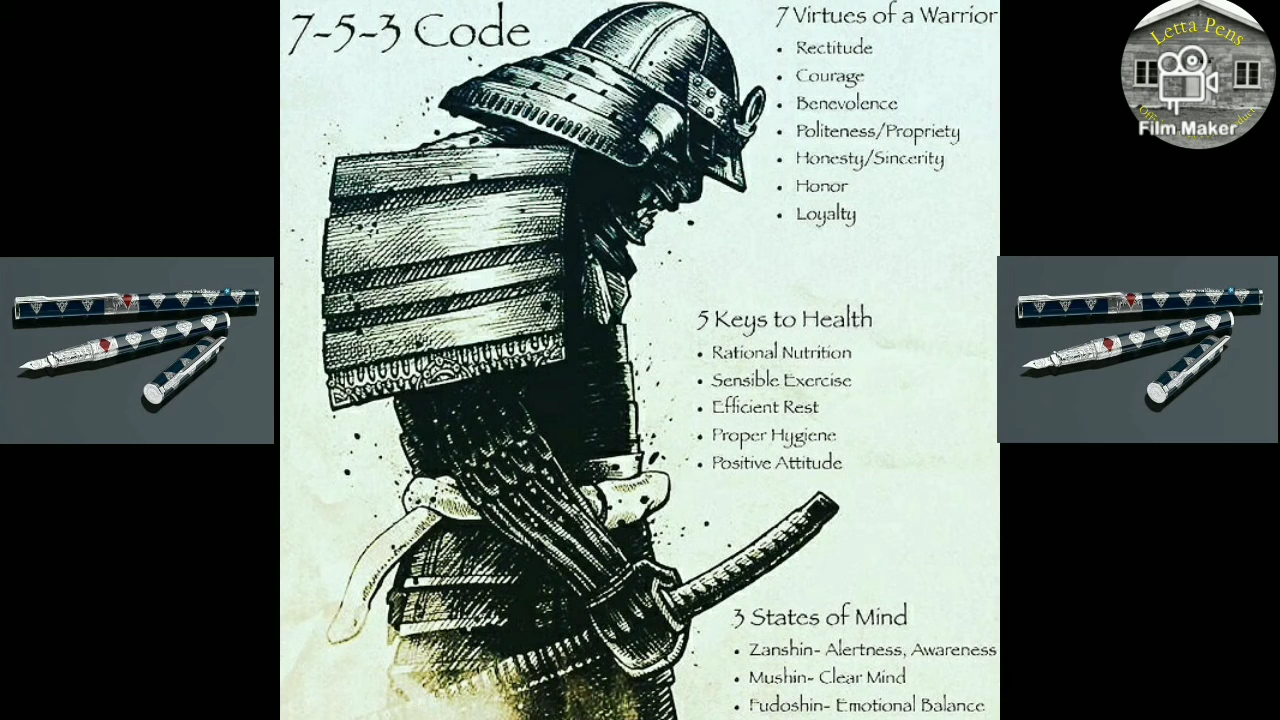 7-5-3 Code
7 Virtues of a Warrior
• Rectitude
• Courage
• Benevolence
• Politeness/Propriety
• Honesty/Sincerity
• Honor
• Loyalty
5 Keys to Health
• Rational Nutrition
• Sensible Exercise
• Efficient Rest
• Proper Hygiene
• Positive Attitude
3 States of Mind
• Zanshin- Alertness, Awareness
• Mushin- Clear Mind
• Fudoshin- Emotional Balance
Letta Pens
Film Maker